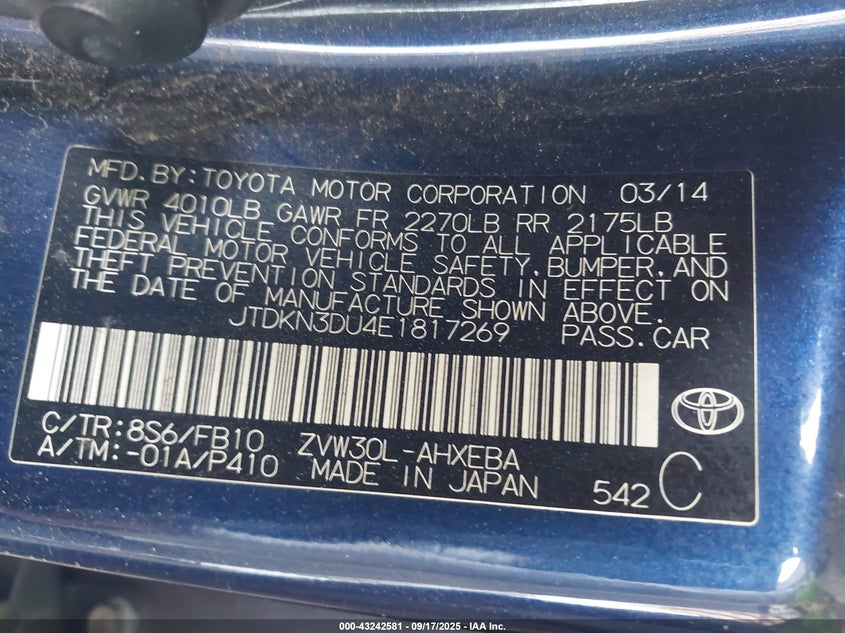 MFD.BY:TOYOTA MOTOR CORPORATION 03/14
GVWR 4010LB GAWR FR 2270LB RR 2175LB
THIS VEHICLE CONFORMS TO ALL APPLICABLE
FEDERAL MOTOR VEHICLE SAFETY,BUMPER,AND
THEFT PREVENTION STANDARDS IN EFFECT ON
THE DATE OF MANUFACTURE SHOWN ABOVE.
JTDKN3DU4E1817269 PASS.CAR
C/TR:8S6/FB10 ZVW30L-AHXEBA
A/TM:-01A/P410 MADE IN JAPAN 542 C
000-43242581 - 09/17/2025 - IAA Inc.